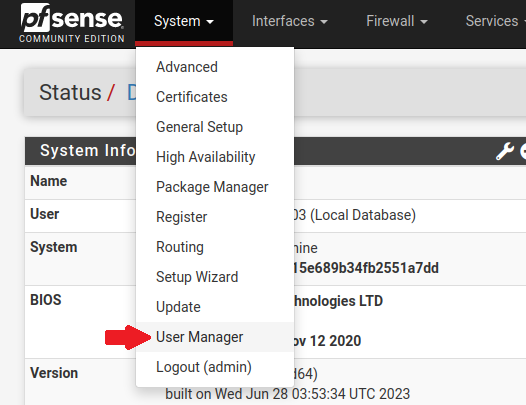 pfsense System Interfaces Firewall Services
COMMUNITY EDITION
Advanced
Certificates
General Setup
High Availability
Package Manager
Register
Routing
Setup Wizard
Update
User Manager
Logout (admin)
Status / D
System Info
Name
User 03 (Local Database)
System nine
15e689b34fb2551a7dd
BIOS hnologies LTD
ov 12 2020
Version d64)
built on Wed Jun 28 03:53:34 UTC 2023